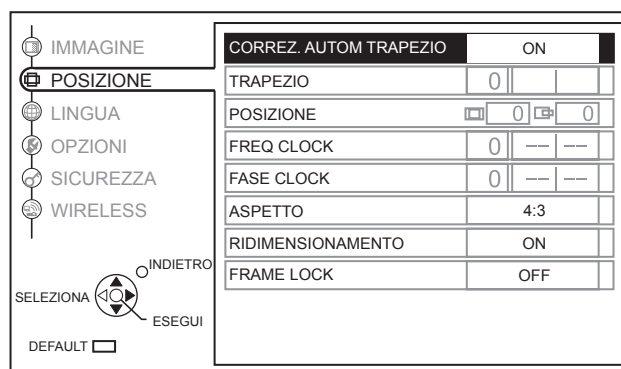 IMMAGINE
POSIZIONE
LINGUA
OPZIONI
SICUREZZA
WIRELESS
INDIETRO
SELEZIONA
ESEGUI
DEFAULT
CORREZ. AUTOM TRAPEZIO ON
TRAPEZIO 0
POSIZIONE 0 0
FREQ CLOCK 0 -- --
FASE CLOCK 0 -- --
ASPETTO 4:3
RIDIMENSIONAMENTO ON
FRAME LOCK OFF